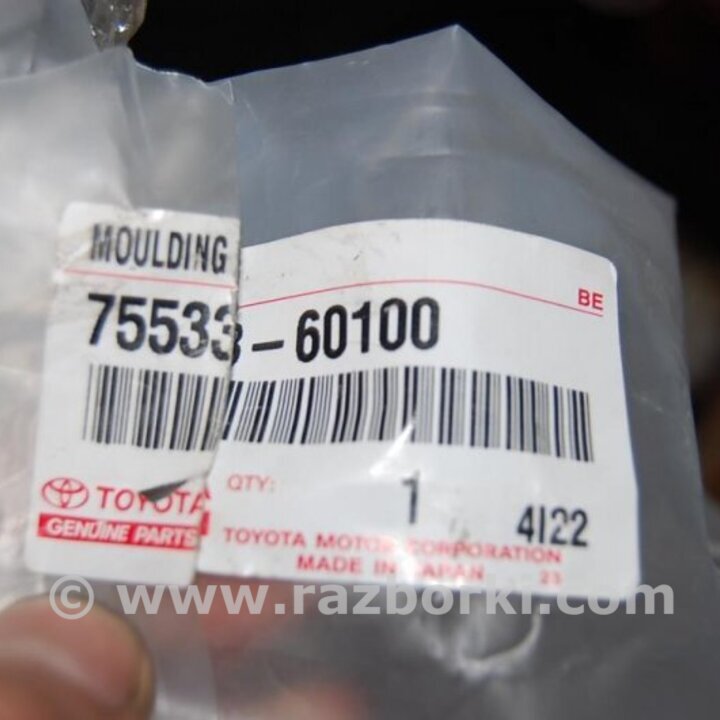 MOULDING
BE
75533-60100
TOYOTA
GENUINE PARTS
QTY: 1 4I22
TOYOTA MOTOR CORPORATION
MADE IN JAPAN 23
© www.razborki.com